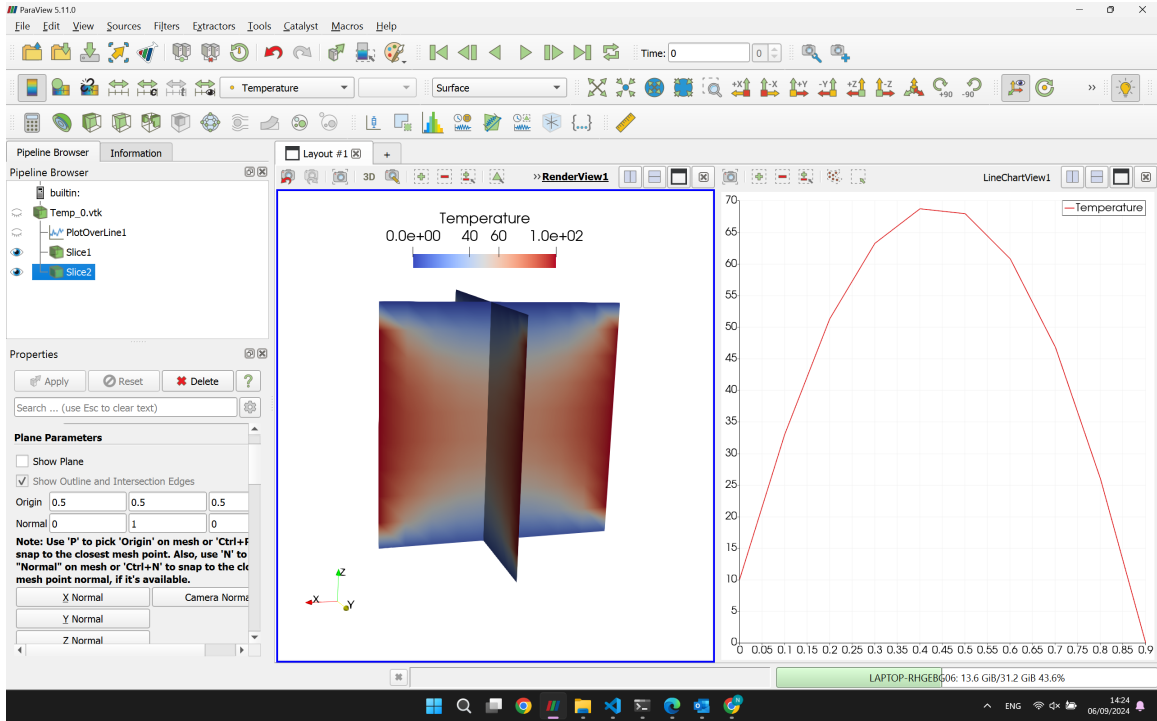 ParaView 5.11.0
File Edit View Sources Filters Extractors Tools Catalyst Macros Help
Time: 0 0
Temperature Surface
+X -X +Y -Y +Z -Z +90 -90 »
Pipeline Browser Information
Layout #1 +
Pipeline Browser
3D »RenderView1
LineChartView1
builtin:
Temp_0.vtk
PlotOverLine1
Slice1
Slice2
Properties
Apply Reset Delete ?
Search ... (use Esc to clear text)
Plane Parameters
Show Plane
Show Outline and Intersection Edges
Origin 0.5 0.5 0.5
Normal 0 1 0
Note: Use 'P' to pick 'Origin' on mesh or 'Ctrl+P
snap to the closest mesh point. Also, use 'N' to
"Normal" on mesh or 'Ctrl+N' to snap to the clo
mesh point normal, if it's available.
X Normal Camera Norma
Y Normal
Z Normal
Temperature
0.0e+00 40 60 1.0e+02
Z
X
Y
Temperature
70
65
60
55
50
45
40
35
30
25
20
15
10
5
0
0 0.05 0.1 0.15 0.2 0.25 0.3 0.35 0.4 0.45 0.5 0.55 0.6 0.65 0.7 0.75 0.8 0.85 0.9
LAPTOP-RHGEBG06: 13.6 GiB/31.2 GiB 43.6%
ENG
14:24
06/09/2024